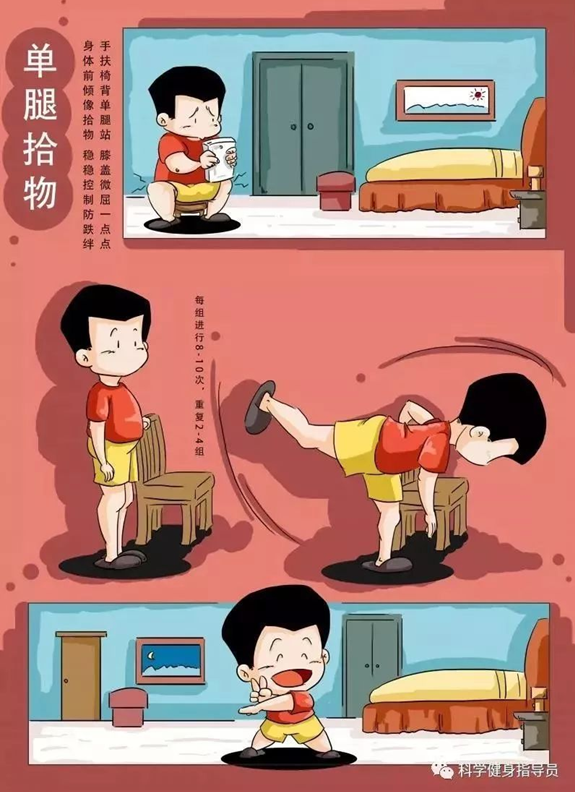 单腿拾物
手扶椅背单腿站 膝盖微屈一点点
身体前倾像拾物 稳稳控制防跌绊
每组进行8-10次，重复2-4组
科学健身指导员